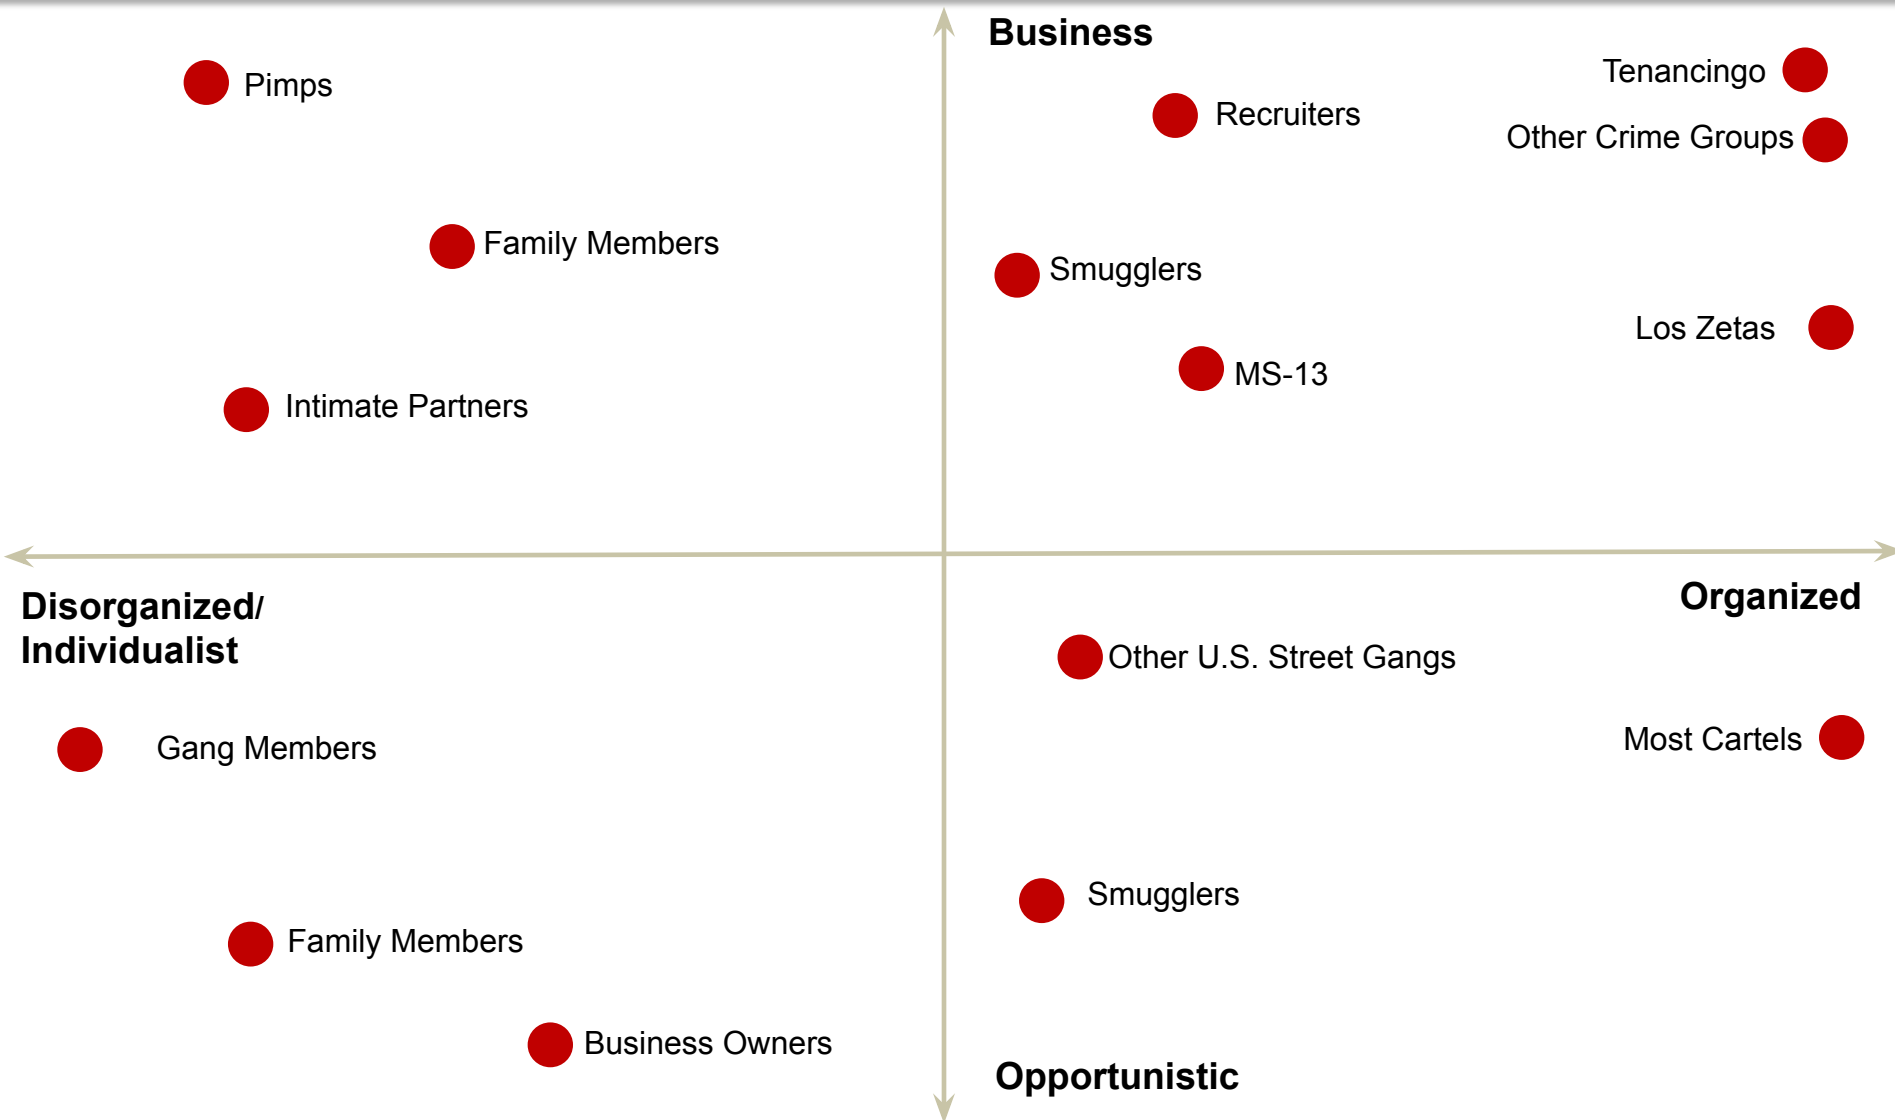 Business
Tenancingo
Pimps
Recruiters
Other Crime Groups
Family Members
Smugglers
Los Zetas
MS-13
Intimate Partners
Disorganized/
Individualist
Organized
Other U.S. Street Gangs
Most Cartels
Gang Members
Smugglers
Family Members
Business Owners
Opportunistic